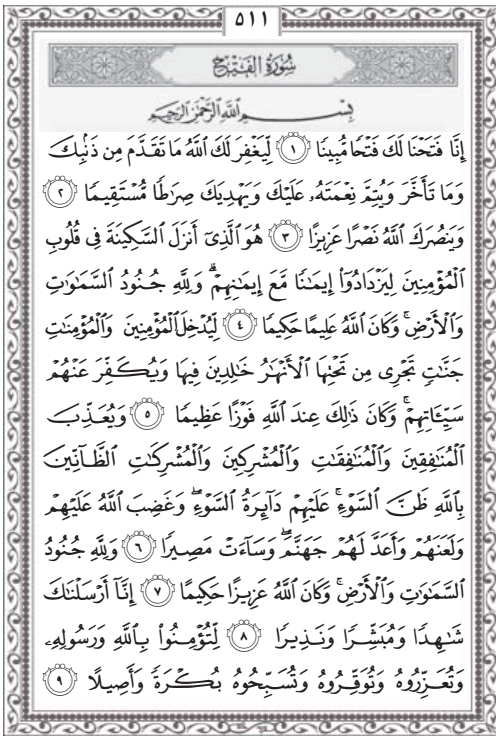 ٥١١
سُورَةُ الفَتْحِ
بِسْمِ اللَّهِ الرَّحْمَٰنِ الرَّحِيمِ
إِنَّا فَتَحْنَا لَكَ فَتْحًا مُّبِينًا ١ لِّيَغْفِرَ لَكَ اللَّهُ مَا تَقَدَّمَ مِن ذَنۢبِكَ
وَمَا تَأَخَّرَ وَيُتِمَّ نِعْمَتَهُۥ عَلَيْكَ وَيَهْدِيَكَ صِرَٰطًا مُّسْتَقِيمًا ٢
وَيَنصُرَكَ اللَّهُ نَصْرًا عَزِيزًا ٣ هُوَ الَّذِىٓ أَنزَلَ السَّكِينَةَ فِى قُلُوبِ
الْمُؤْمِنِينَ لِيَزْدَادُوٓا۟ إِيمَٰنًا مَّعَ إِيمَٰنِهِمْ ۗ وَلِلَّهِ جُنُودُ السَّمَٰوَٰتِ
وَالْأَرْضِ ۚ وَكَانَ اللَّهُ عَلِيمًا حَكِيمًا ٤ لِّيُدْخِلَ الْمُؤْمِنِينَ وَالْمُؤْمِنَٰتِ
جَنَّٰتٍ تَجْرِى مِن تَحْتِهَا الْأَنْهَٰرُ خَٰلِدِينَ فِيهَا وَيُكَفِّرَ عَنْهُمْ
سَيِّـَٔاتِهِمْ ۚ وَكَانَ ذَٰلِكَ عِندَ اللَّهِ فَوْزًا عَظِيمًا ٥ وَيُعَذِّبَ
الْمُنَٰفِقِينَ وَالْمُنَٰفِقَٰتِ وَالْمُشْرِكِينَ وَالْمُشْرِكَٰتِ الظَّآنِّينَ
بِاللَّهِ ظَنَّ السَّوْءِ ۚ عَلَيْهِمْ دَآئِرَةُ السَّوْءِ ۖ وَغَضِبَ اللَّهُ عَلَيْهِمْ
وَلَعَنَهُمْ وَأَعَدَّ لَهُمْ جَهَنَّمَ ۖ وَسَآءَتْ مَصِيرًا ٦ وَلِلَّهِ جُنُودُ
السَّمَٰوَٰتِ وَالْأَرْضِ ۚ وَكَانَ اللَّهُ عَزِيزًا حَكِيمًا ٧ إِنَّآ أَرْسَلْنَٰكَ
شَٰهِدًا وَمُبَشِّرًا وَنَذِيرًا ٨ لِّتُؤْمِنُوا۟ بِاللَّهِ وَرَسُولِهِۦ
وَتُعَزِّرُوهُ وَتُوَقِّرُوهُ وَتُسَبِّحُوهُ بُكْرَةً وَأَصِيلًا ٩